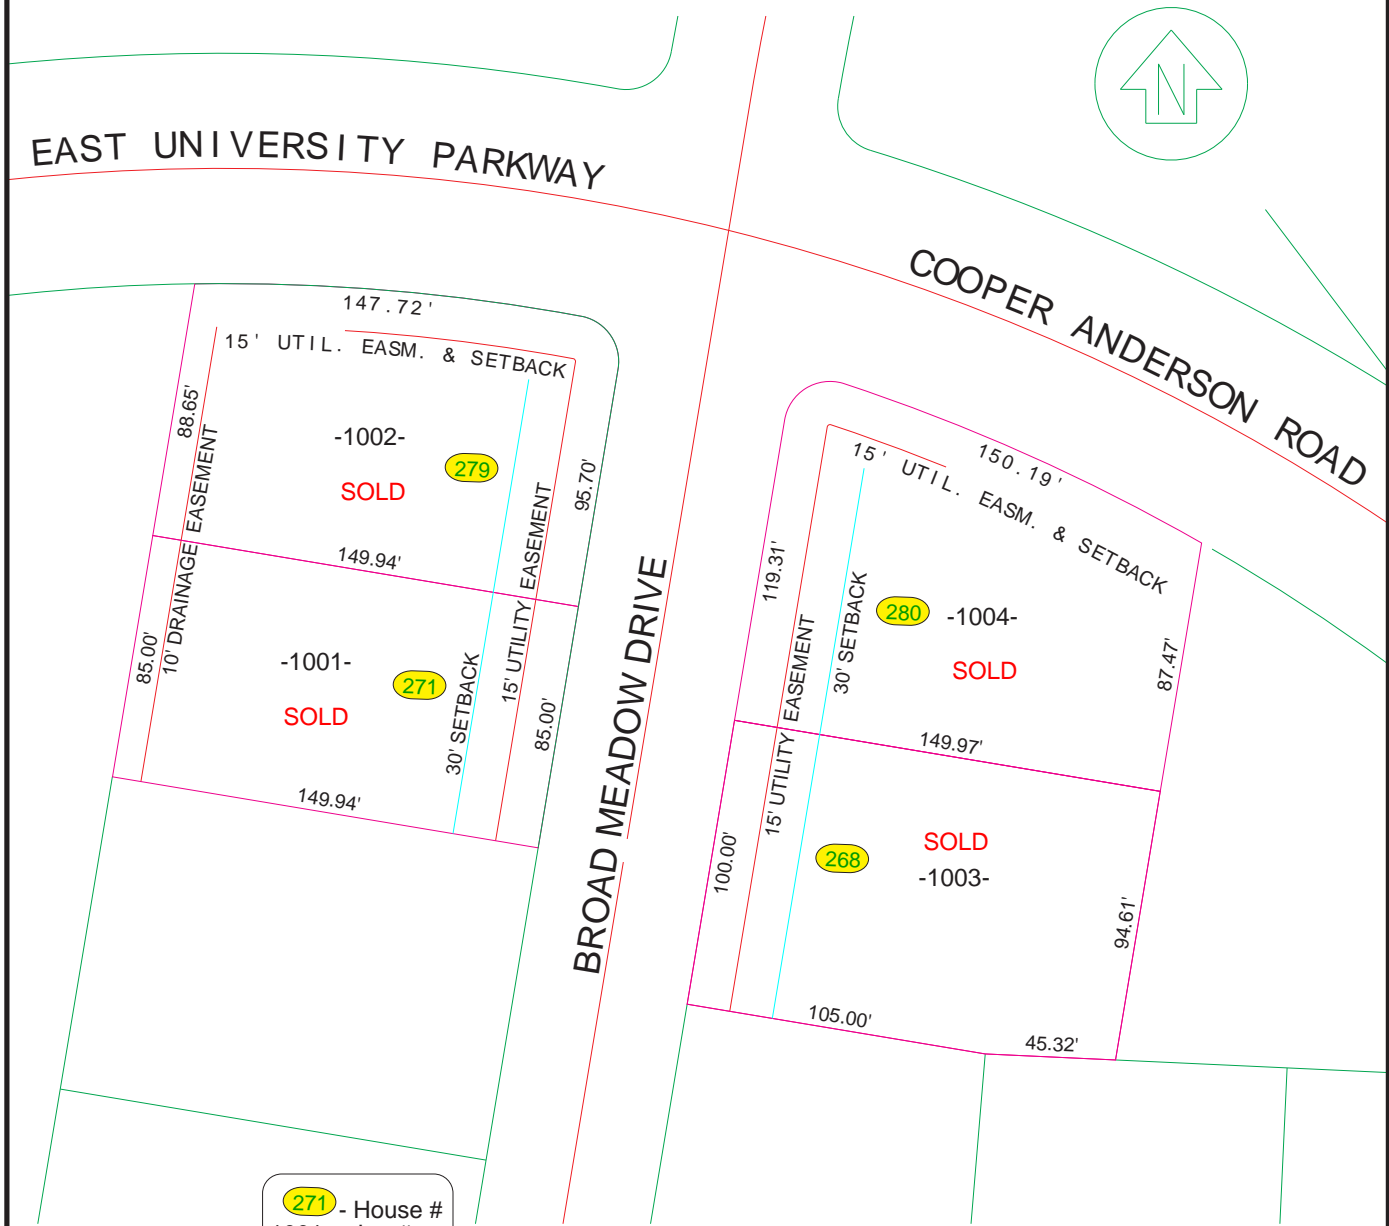 N
EAST UNIVERSITY PARKWAY
COOPER ANDERSON ROAD
147.72'
15' UTIL. EASM. & SETBACK
88.65'
-1002-
279
SOLD
95.70'
10' DRAINAGE EASEMENT
15' UTILITY EASEMENT
149.94'
85.00'
-1001-
271
SOLD
30' SETBACK
85.00'
149.94'
BROAD MEADOW DRIVE
150.19'
15' UTIL. EASM. & SETBACK
119.31'
30' SETBACK
280
-1004-
SOLD
87.47'
15' UTILITY EASEMENT
149.97'
100.00'
268
SOLD
-1003-
94.61'
105.00'
45.32'
271 - House #